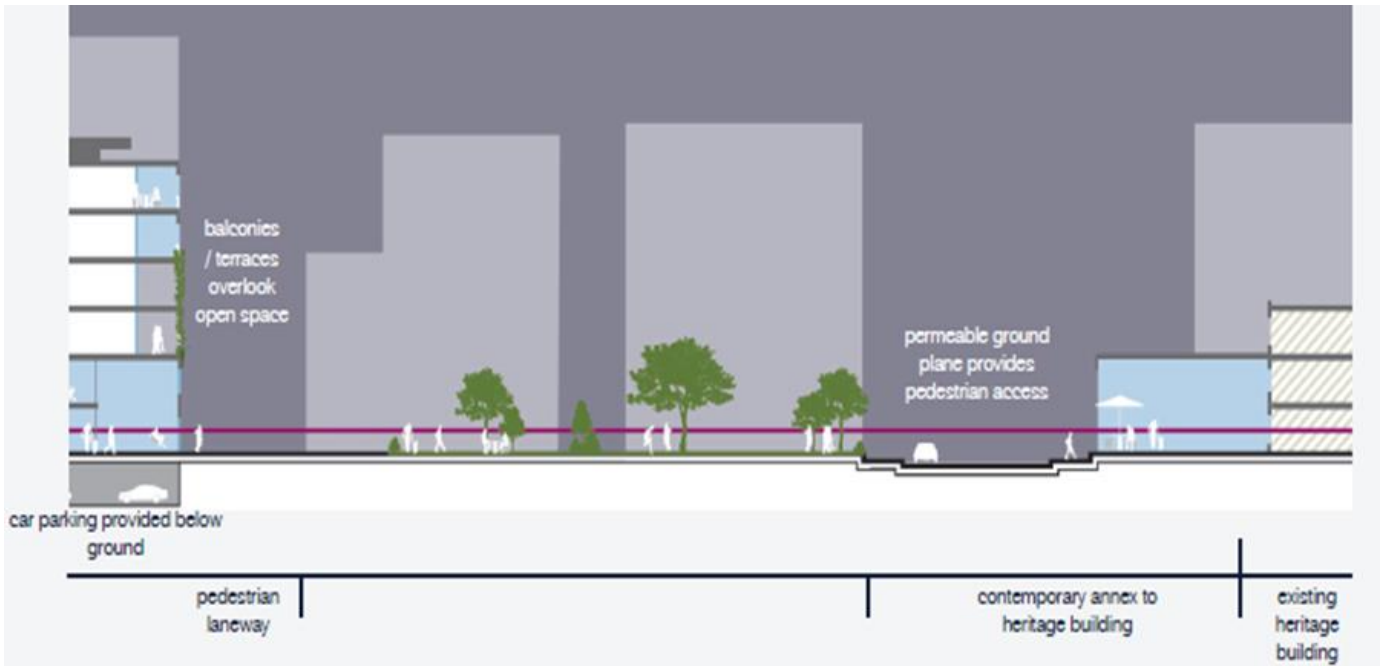 balconies
/ terraces
overlook
open space
permeable ground
plane provides
pedestrian access
car parking provided below
ground
pedestrian
laneway
contemporary annex to
heritage building
existing
heritage
building